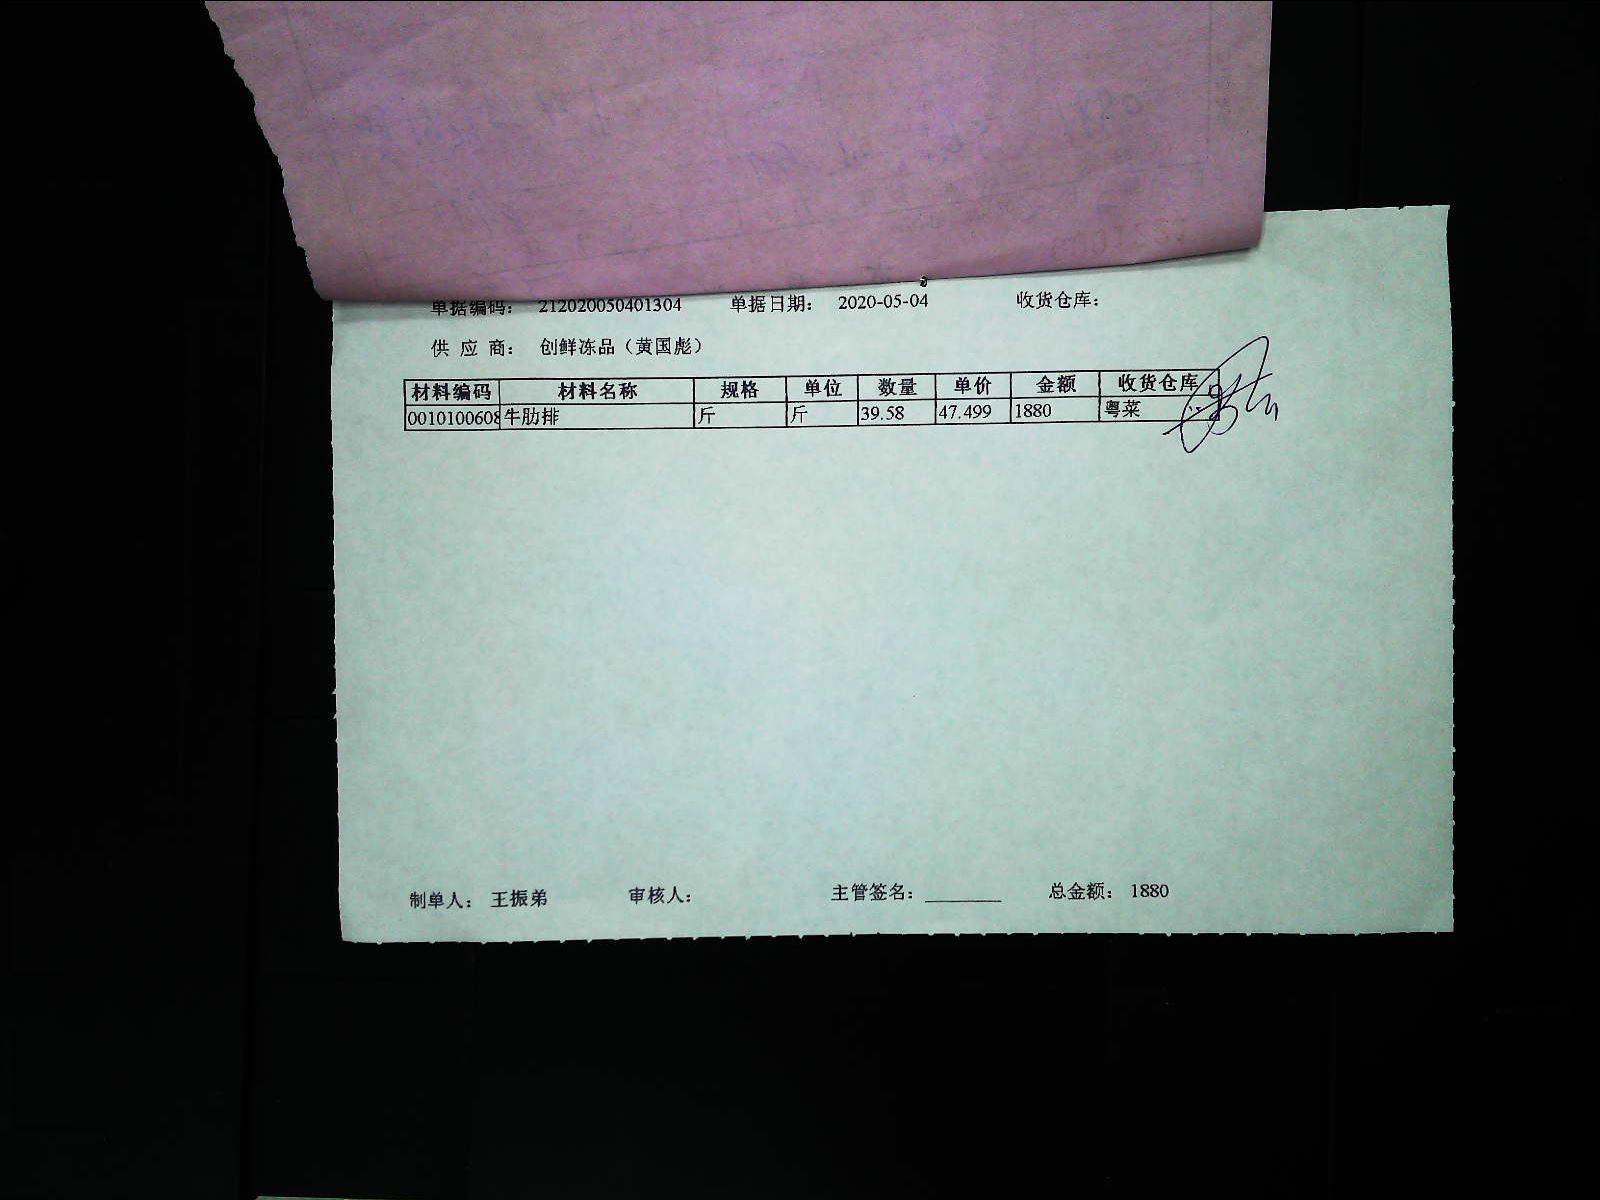 单据编码： 212020050401304 单据日期： 2020-05-04 收货仓库：
供 应 商： 创鲜冻品（黄国彪）
材料编码 材料名称 规格 单位 数量 单价 金额 收货仓库
0010100608 牛肋排 斤 斤 39.58 47.499 1880 粤菜
制单人： 王振弟 审核人： 主管签名： 总金额： 1880